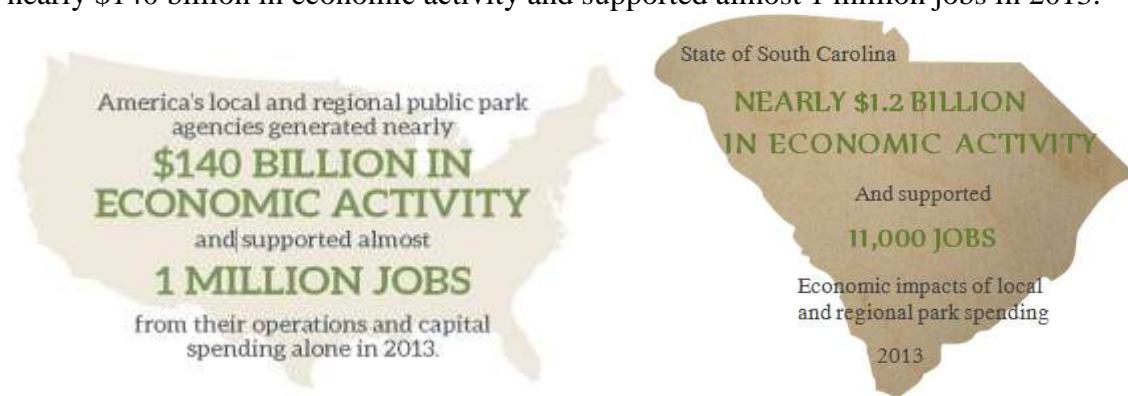 nearly $140 billion in economic activity and supported almost 1 million jobs in 2013.
America's local and regional public park
agencies generated nearly
$140 BILLION IN
ECONOMIC ACTIVITY
and supported almost
1 MILLION JOBS
from their operations and capital
spending alone in 2013.
State of South Carolina
NEARLY $1.2 BILLION
IN ECONOMIC ACTIVITY
And supported
11,000 JOBS
Economic impacts of local
and regional park spending
2013